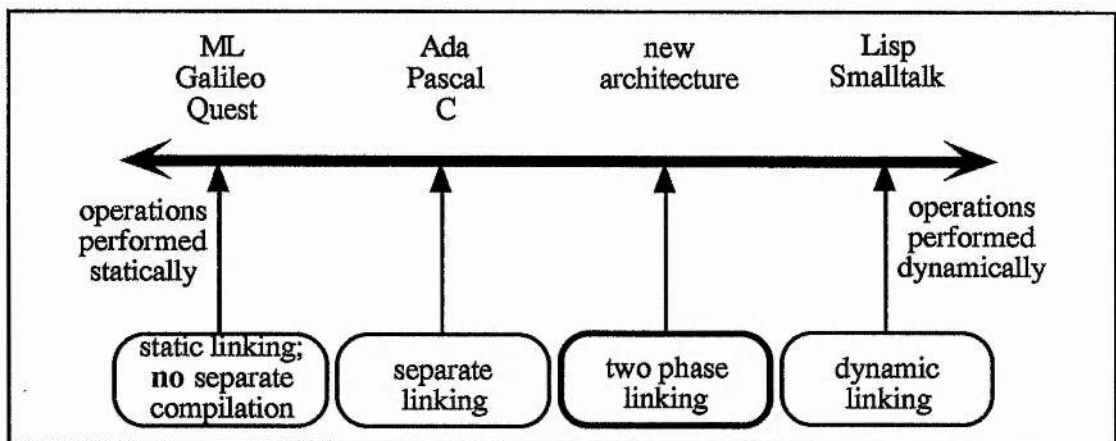 ML
Galileo
Quest
Ada
Pascal
C
new
architecture
Lisp
Smalltalk
operations
performed
statically
operations
performed
dynamically
static linking;
no separate
compilation
separate
linking
two phase
linking
dynamic
linking